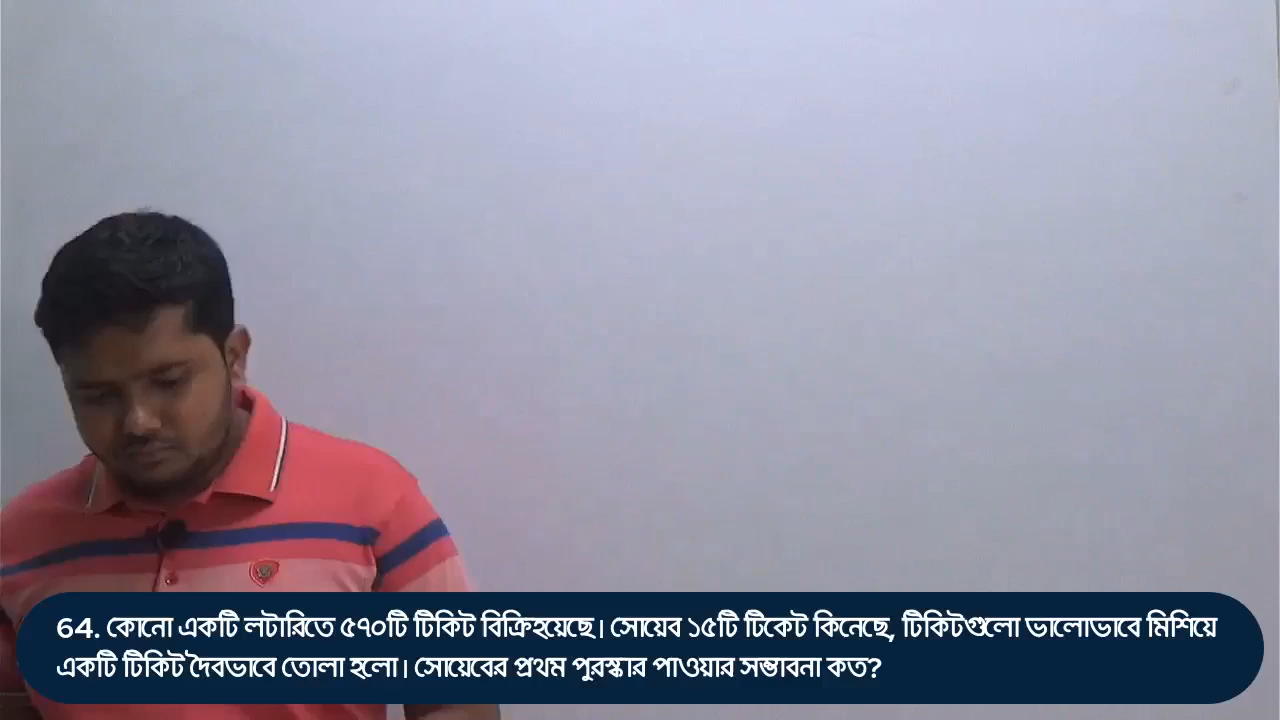 64. কোনো একটি লটারিতে ৫৭০টি টিকিট বিক্রিহয়েছে। সোয়েব ১৫টি টিকেট কিনেছে, টিকিটগুলো ভালোভাবে মিশিয়ে
একটি টিকিট দৈবভাবে তোলা হলো। সোয়েবের প্রথম পুরস্কার পাওয়ার সম্ভাবনা কত?